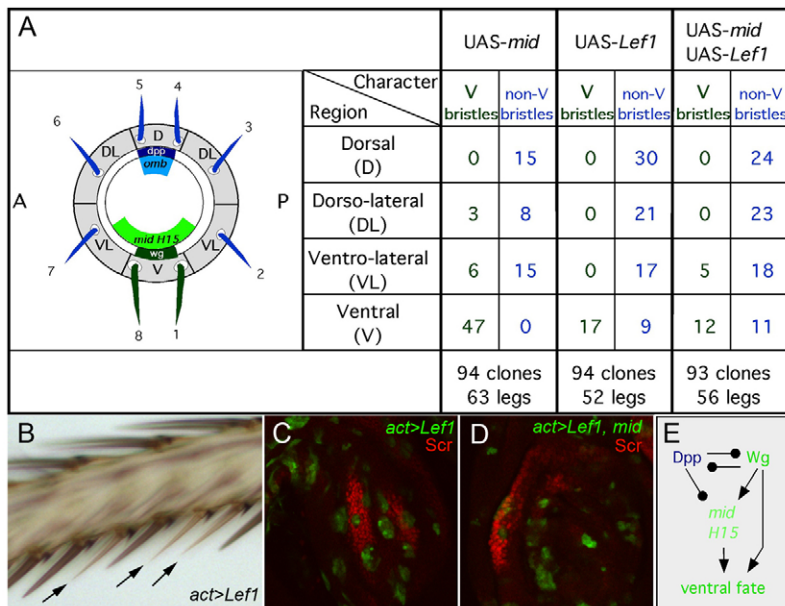 A
UAS-mid
UAS-Lef1
UAS-mid
UAS-Lef1
Character
Region
V
bristles
non-V
bristles
V
bristles
non-V
bristles
V
bristles
non-V
bristles
Dorsal
(D)
0 15 0 30 0 24
Dorso-lateral
(DL)
3 8 0 21 0 23
Ventro-lateral
(VL)
6 15 0 17 5 18
Ventral
(V)
47 0 17 9 12 11
94 clones
63 legs
94 clones
52 legs
93 clones
56 legs
5 4
6 3
D
DL DL
dpp
omb
A P
mid H15
wg
VL VL
V
7 2
8 1
B
act>Lef1
C
act>Lef1
Scr
D
act>Lef1, mid
Scr
E
Dpp Wg
mid
H15
ventral fate